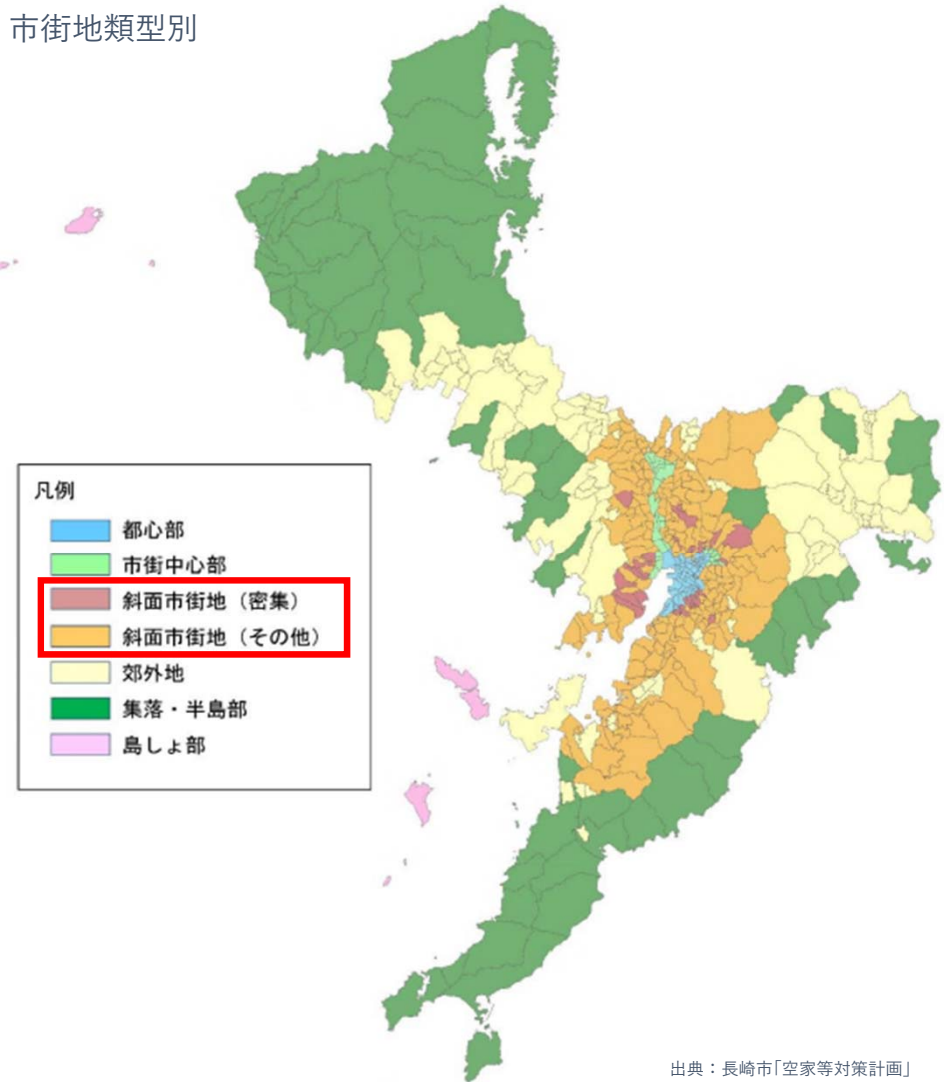 市街地類型別
凡例
都心部
市街中心部
斜面市街地（密集）
斜面市街地（その他）
郊外地
集落・半島部
島しょ部
出典：長崎市｢空家等対策計画｣